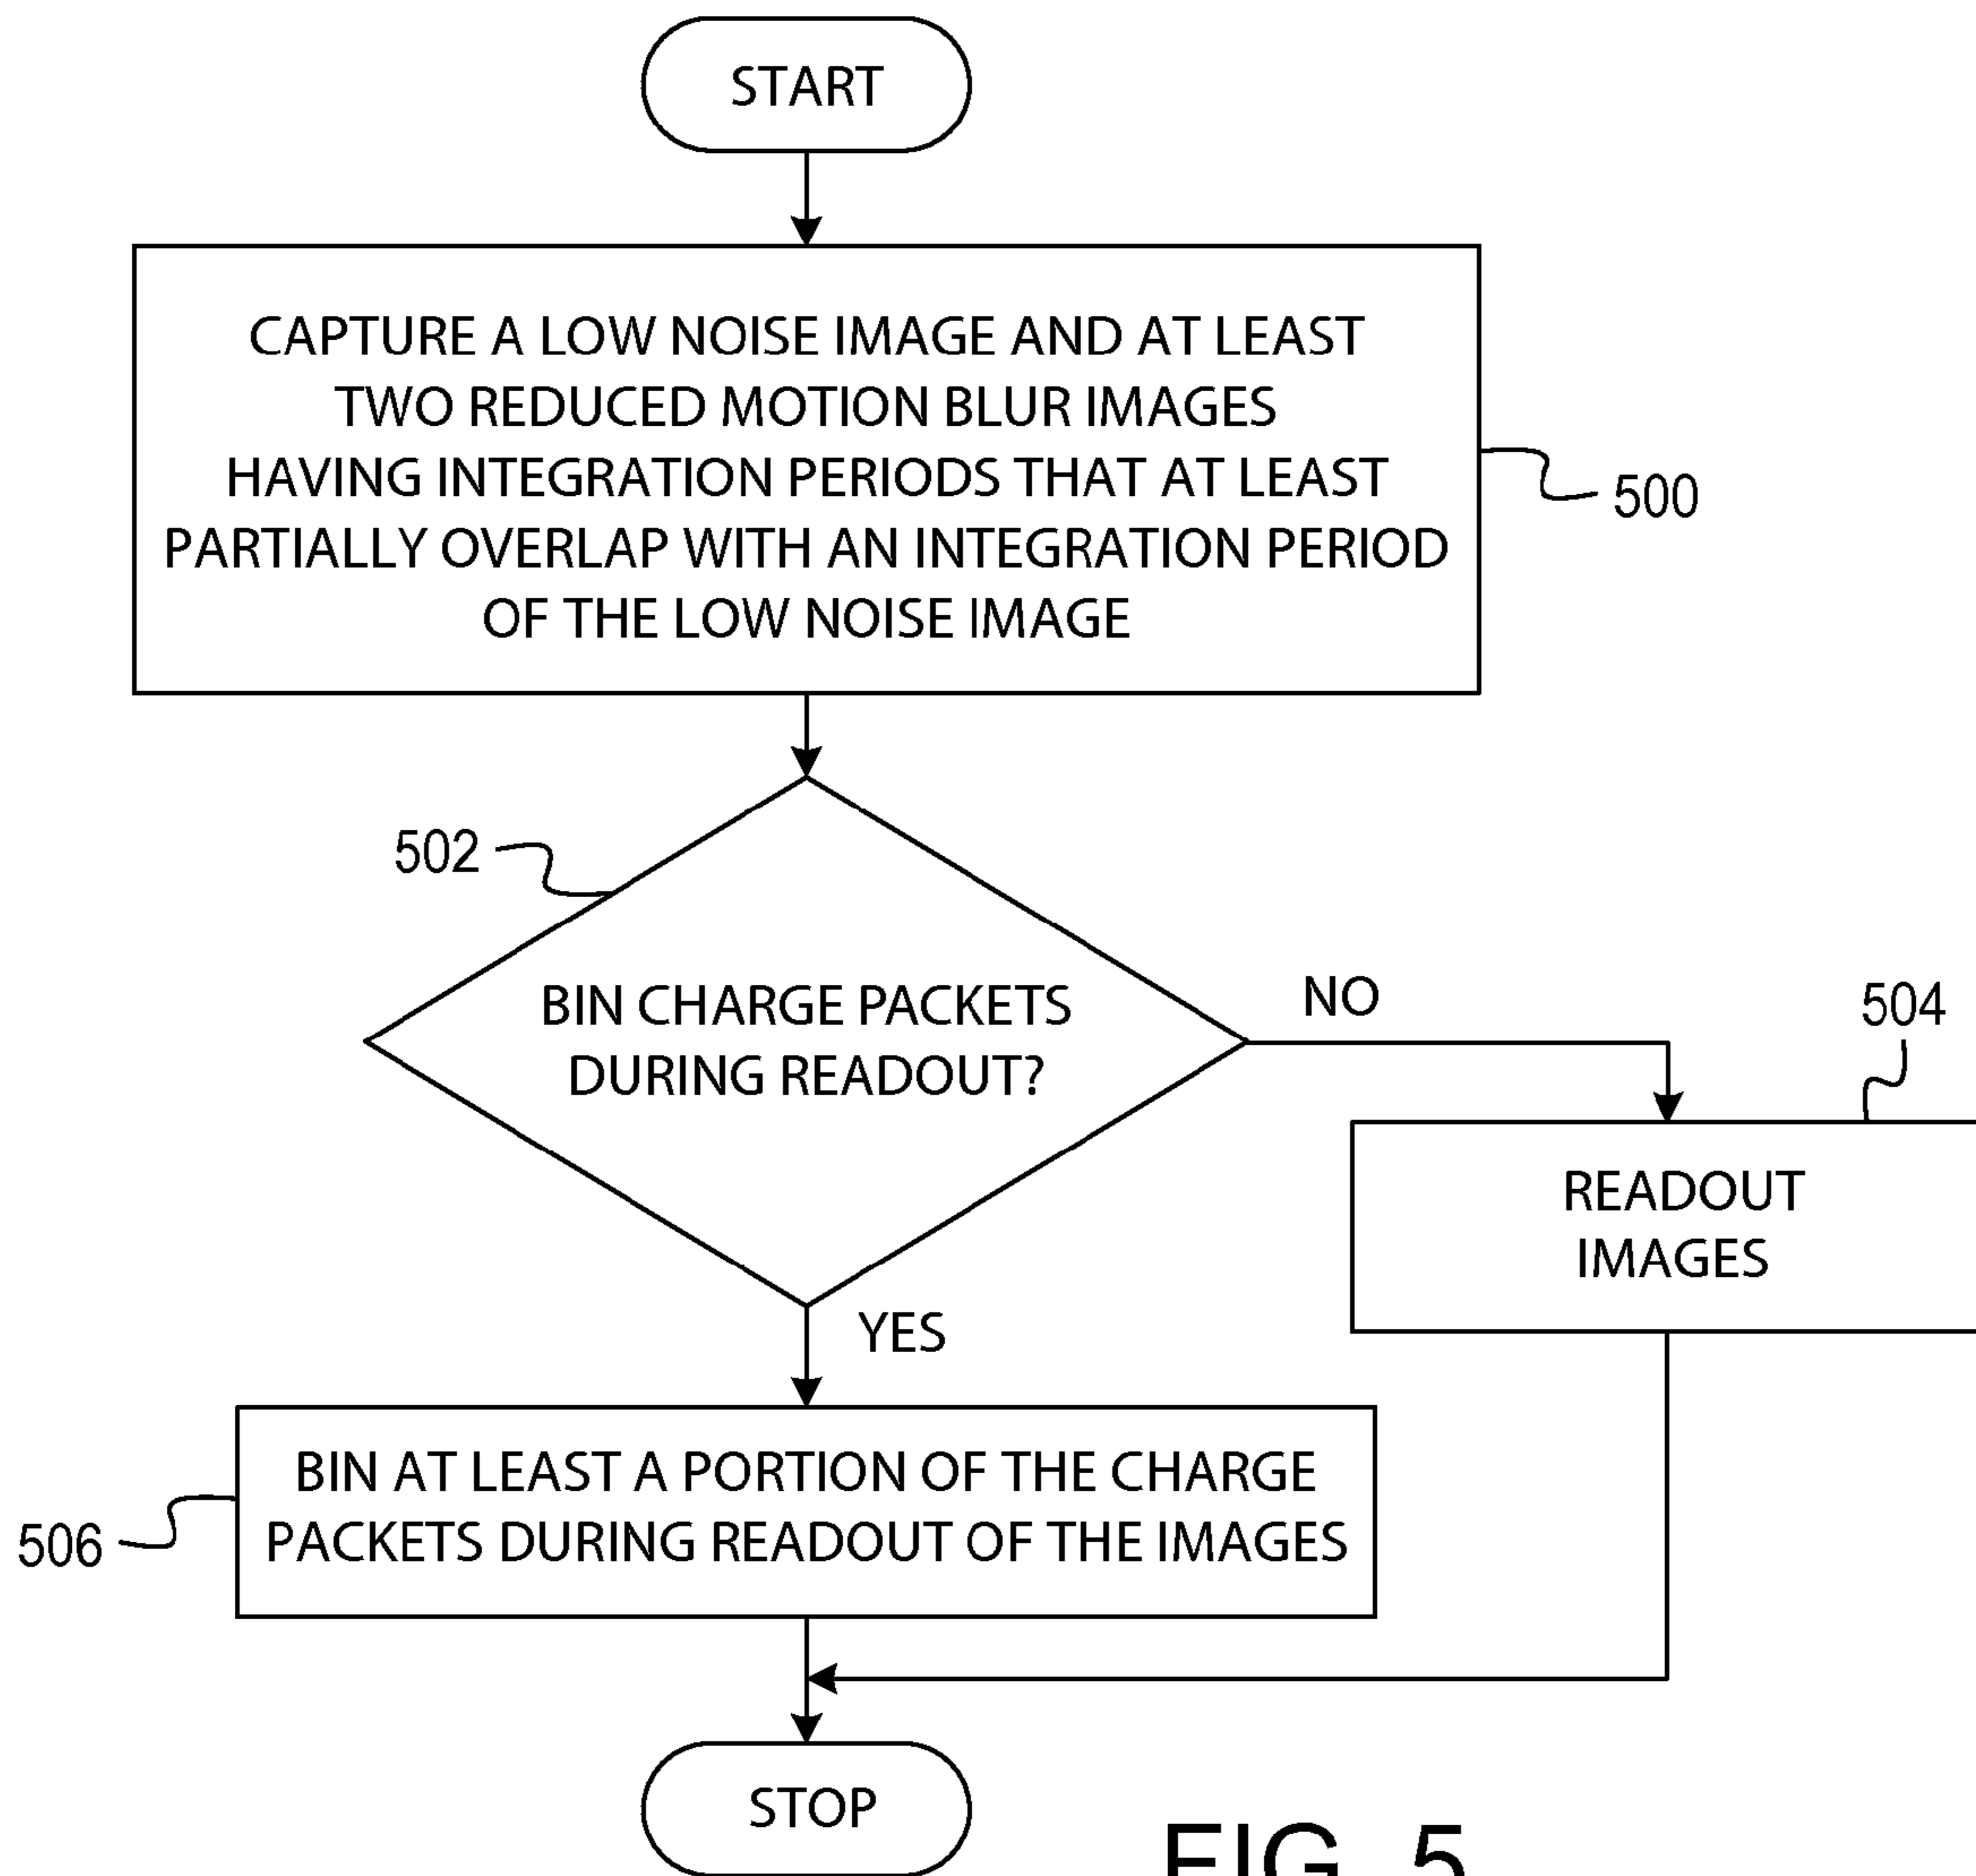 START
CAPTURE A LOW NOISE IMAGE AND AT LEAST
TWO REDUCED MOTION BLUR IMAGES
HAVING INTEGRATION PERIODS THAT AT LEAST
PARTIALLY OVERLAP WITH AN INTEGRATION PERIOD
OF THE LOW NOISE IMAGE
500
502
BIN CHARGE PACKETS
DURING READOUT?
NO
504
READOUT
IMAGES
YES
BIN AT LEAST A PORTION OF THE CHARGE
PACKETS DURING READOUT OF THE IMAGES
506
STOP
FIG. 5